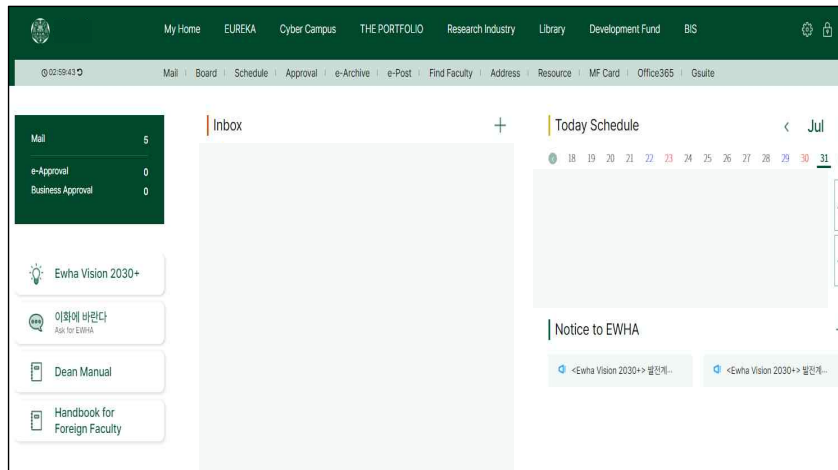 My Home EUREKA Cyber Campus THE PORTFOLIO Research Industry Library Development Fund BIS
02:59:43
Mail Board Schedule Approval e-Archive e-Post Find Faculty Address Resource MF Card Office365 Gsuite
Mail 5
e-Approval 0
Business Approval 0
Ewha Vision 2030+
이화에 바란다
Ask for EWHA
Dean Manual
Handbook for
Foreign Faculty
Inbox
Today Schedule < Jul
18 19 20 21 22 23 24 25 26 27 28 29 30 31
Notice to EWHA
<Ewha Vision 2030+> 발전계... <Ewha Vision 2030+> 발전계...